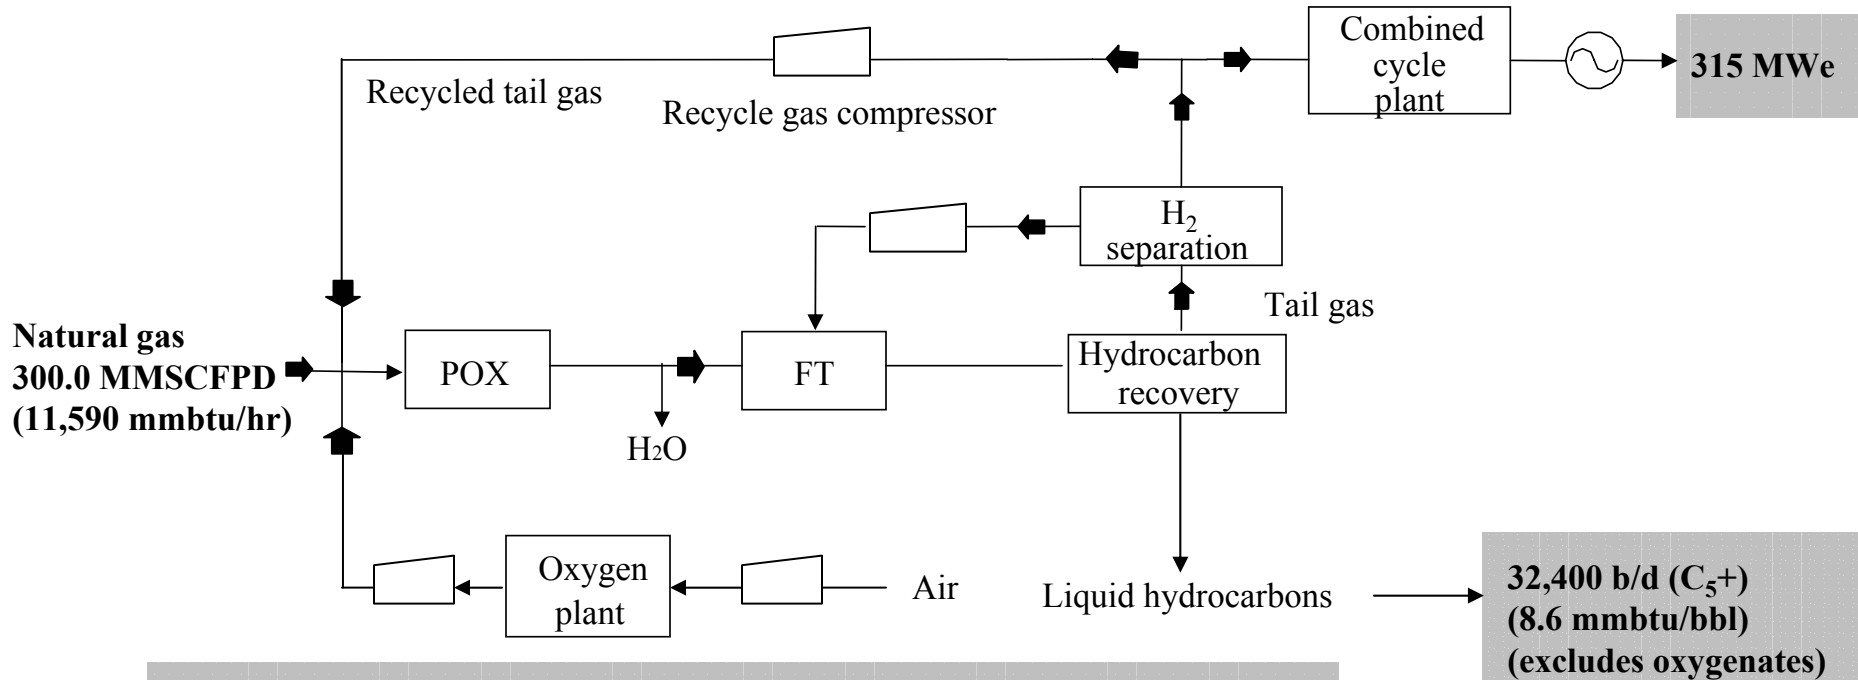 Combined
cycle
plant
315 MWe
Recycled tail gas
Recycle gas compressor
H2
separation
Tail gas
Natural gas
300.0 MMSCFPD
(11,590 mmbtu/hr)
POX
FT
Hydrocarbon
recovery
H2O
Oxygen
plant
Air
Liquid hydrocarbons
32,400 b/d (C5+)
(8.6 mmbtu/bbl)
(excludes oxygenates)